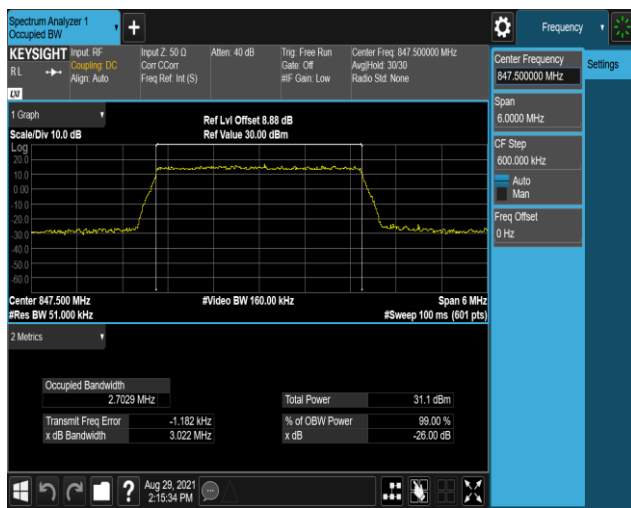 Spectrum Analyzer 1
Occupied BW
+
Frequency
KEYSIGHT
RL
LXI
Input: RF
Coupling: DC
Align: Auto
Input Z: 50 Ω
Corr CCorr
Freq Ref: Int (S)
Atten: 40 dB
Trig: Free Run
Gate: Off
#IF Gain: Low
Center Freq: 847.500000 MHz
Avg|Hold: 30/30
Radio Std: None
Center Frequency
847.500000 MHz
Settings
Span
6.0000 MHz
CF Step
600.000 kHz
Auto
Man
Freq Offset
0 Hz
1 Graph
Scale/Div 10.0 dB
Ref Lvl Offset 8.88 dB
Ref Value 30.00 dBm
Log
20.0
10.0
0.00
-10.0
-20.0
-30.0
-40.0
-50.0
-60.0
Center 847.500 MHz
#Video BW 160.00 kHz
Span 6 MHz
#Res BW 51.000 kHz
#Sweep 100 ms (601 pts)
2 Metrics
Occupied Bandwidth
2.7029 MHz
Total Power 31.1 dBm
Transmit Freq Error -1.182 kHz
% of OBW Power 99.00 %
x dB Bandwidth 3.022 MHz
x dB -26.00 dB
?
Aug 29, 2021
2:15:34 PM